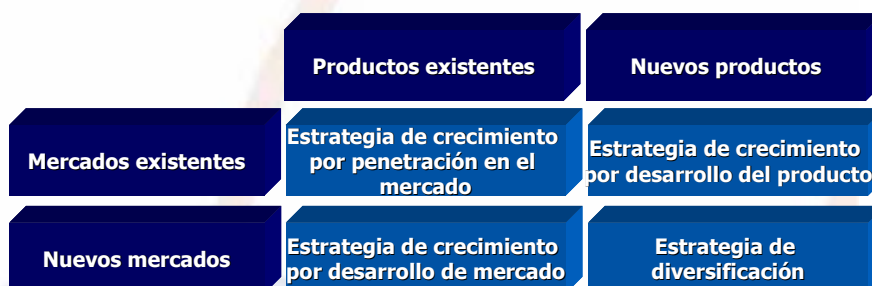 Productos existentes
Nuevos productos
Mercados existentes
Estrategia de crecimiento
por penetración en el
mercado
Estrategia de crecimiento
por desarrollo del producto
Nuevos mercados
Estrategia de crecimiento
por desarrollo de mercado
Estrategia de
diversificación